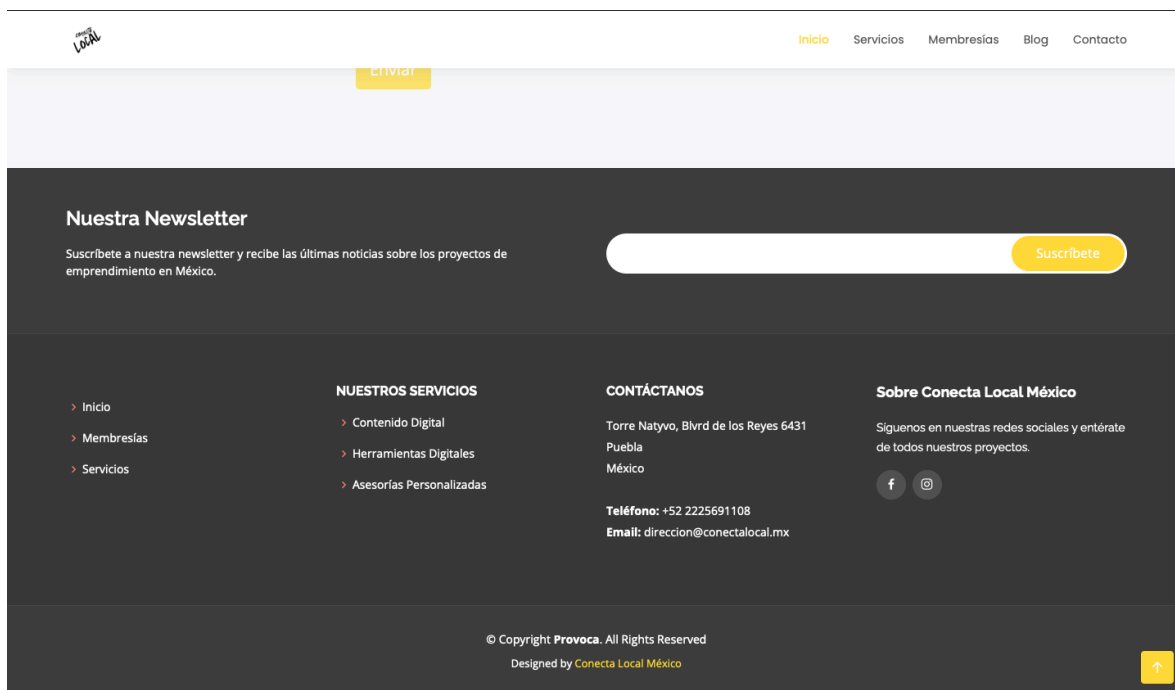 conecta
LOCAL
Inicio Servicios Membresías Blog Contacto
Enviar
Nuestra Newsletter
Suscríbete a nuestra newsletter y recibe las últimas noticias sobre los proyectos de
emprendimiento en México.
Suscríbete
Inicio
Membresías
Servicios
NUESTROS SERVICIOS
Contenido Digital
Herramientas Digitales
Asesorías Personalizadas
CONTÁCTANOS
Torre Natyvo, Blvrd de los Reyes 6431
Puebla
México
Teléfono: +52 2225691108
Email: direccion@conectalocal.mx
Sobre Conecta Local México
Síguenos en nuestras redes sociales y entérate
de todos nuestros proyectos.
© Copyright Provoca. All Rights Reserved
Designed by Conecta Local México